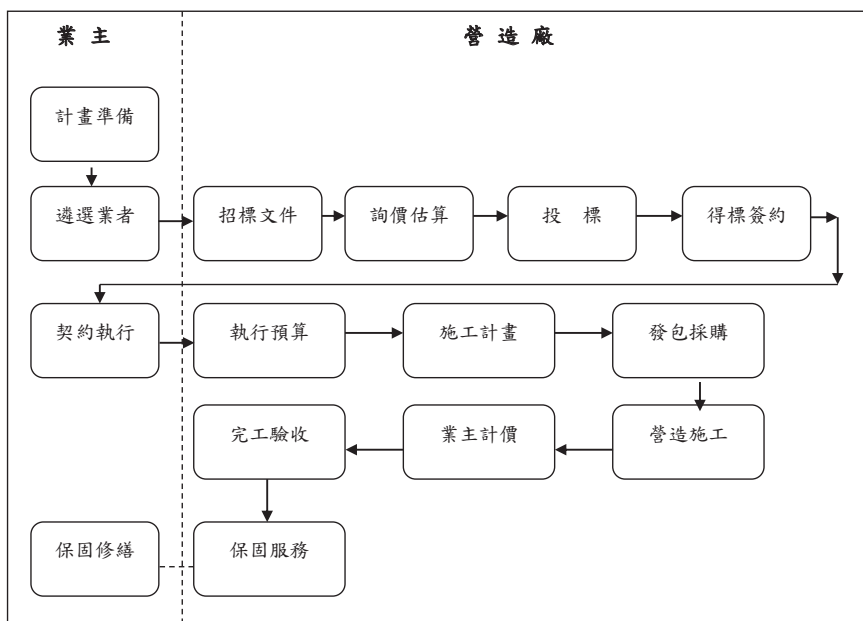 業 主
營 造 廠
計畫準備
遴選業者
招標文件
詢價估算
投 標
得標簽約
契約執行
執行預算
施工計畫
發包採購
完工驗收
業主計價
營造施工
保固修繕
保固服務